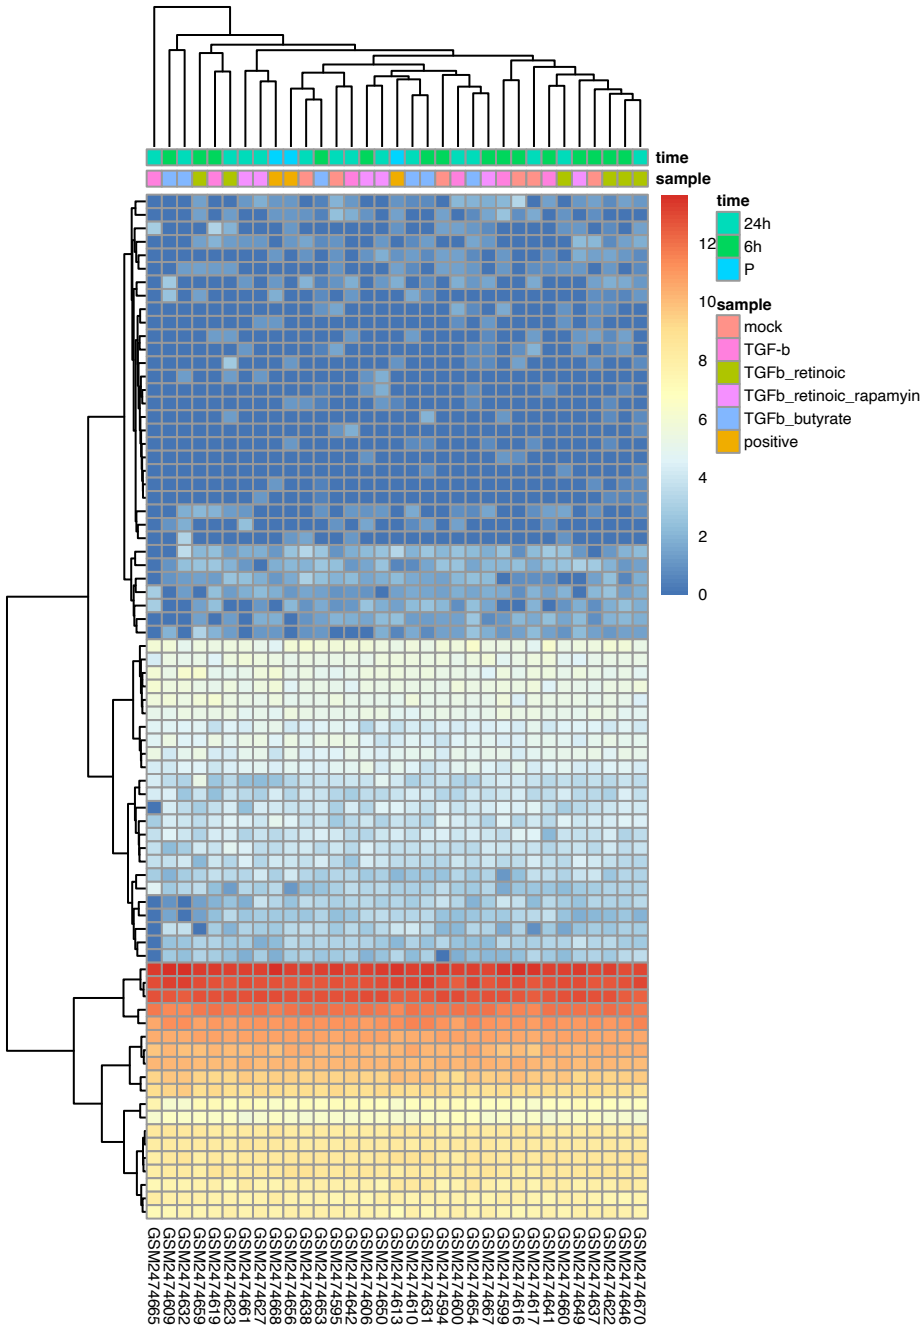 time
sample
time
24h
6h
P
sample
mock
TGF-b
TGFb_retinoic
TGFb_retinoic_rapamyin
TGFb_butyrate
positive
12
10
8
6
4
2
0
GSM2474665
GSM2474609
GSM2474632
GSM2474659
GSM2474619
GSM2474623
GSM2474661
GSM2474627
GSM2474668
GSM2474656
GSM2474638
GSM2474653
GSM2474595
GSM2474642
GSM2474606
GSM2474650
GSM2474613
GSM2474610
GSM2474631
GSM2474594
GSM2474600
GSM2474654
GSM2474667
GSM2474599
GSM2474616
GSM2474617
GSM2474641
GSM2474660
GSM2474649
GSM2474637
GSM2474622
GSM2474646
GSM2474670